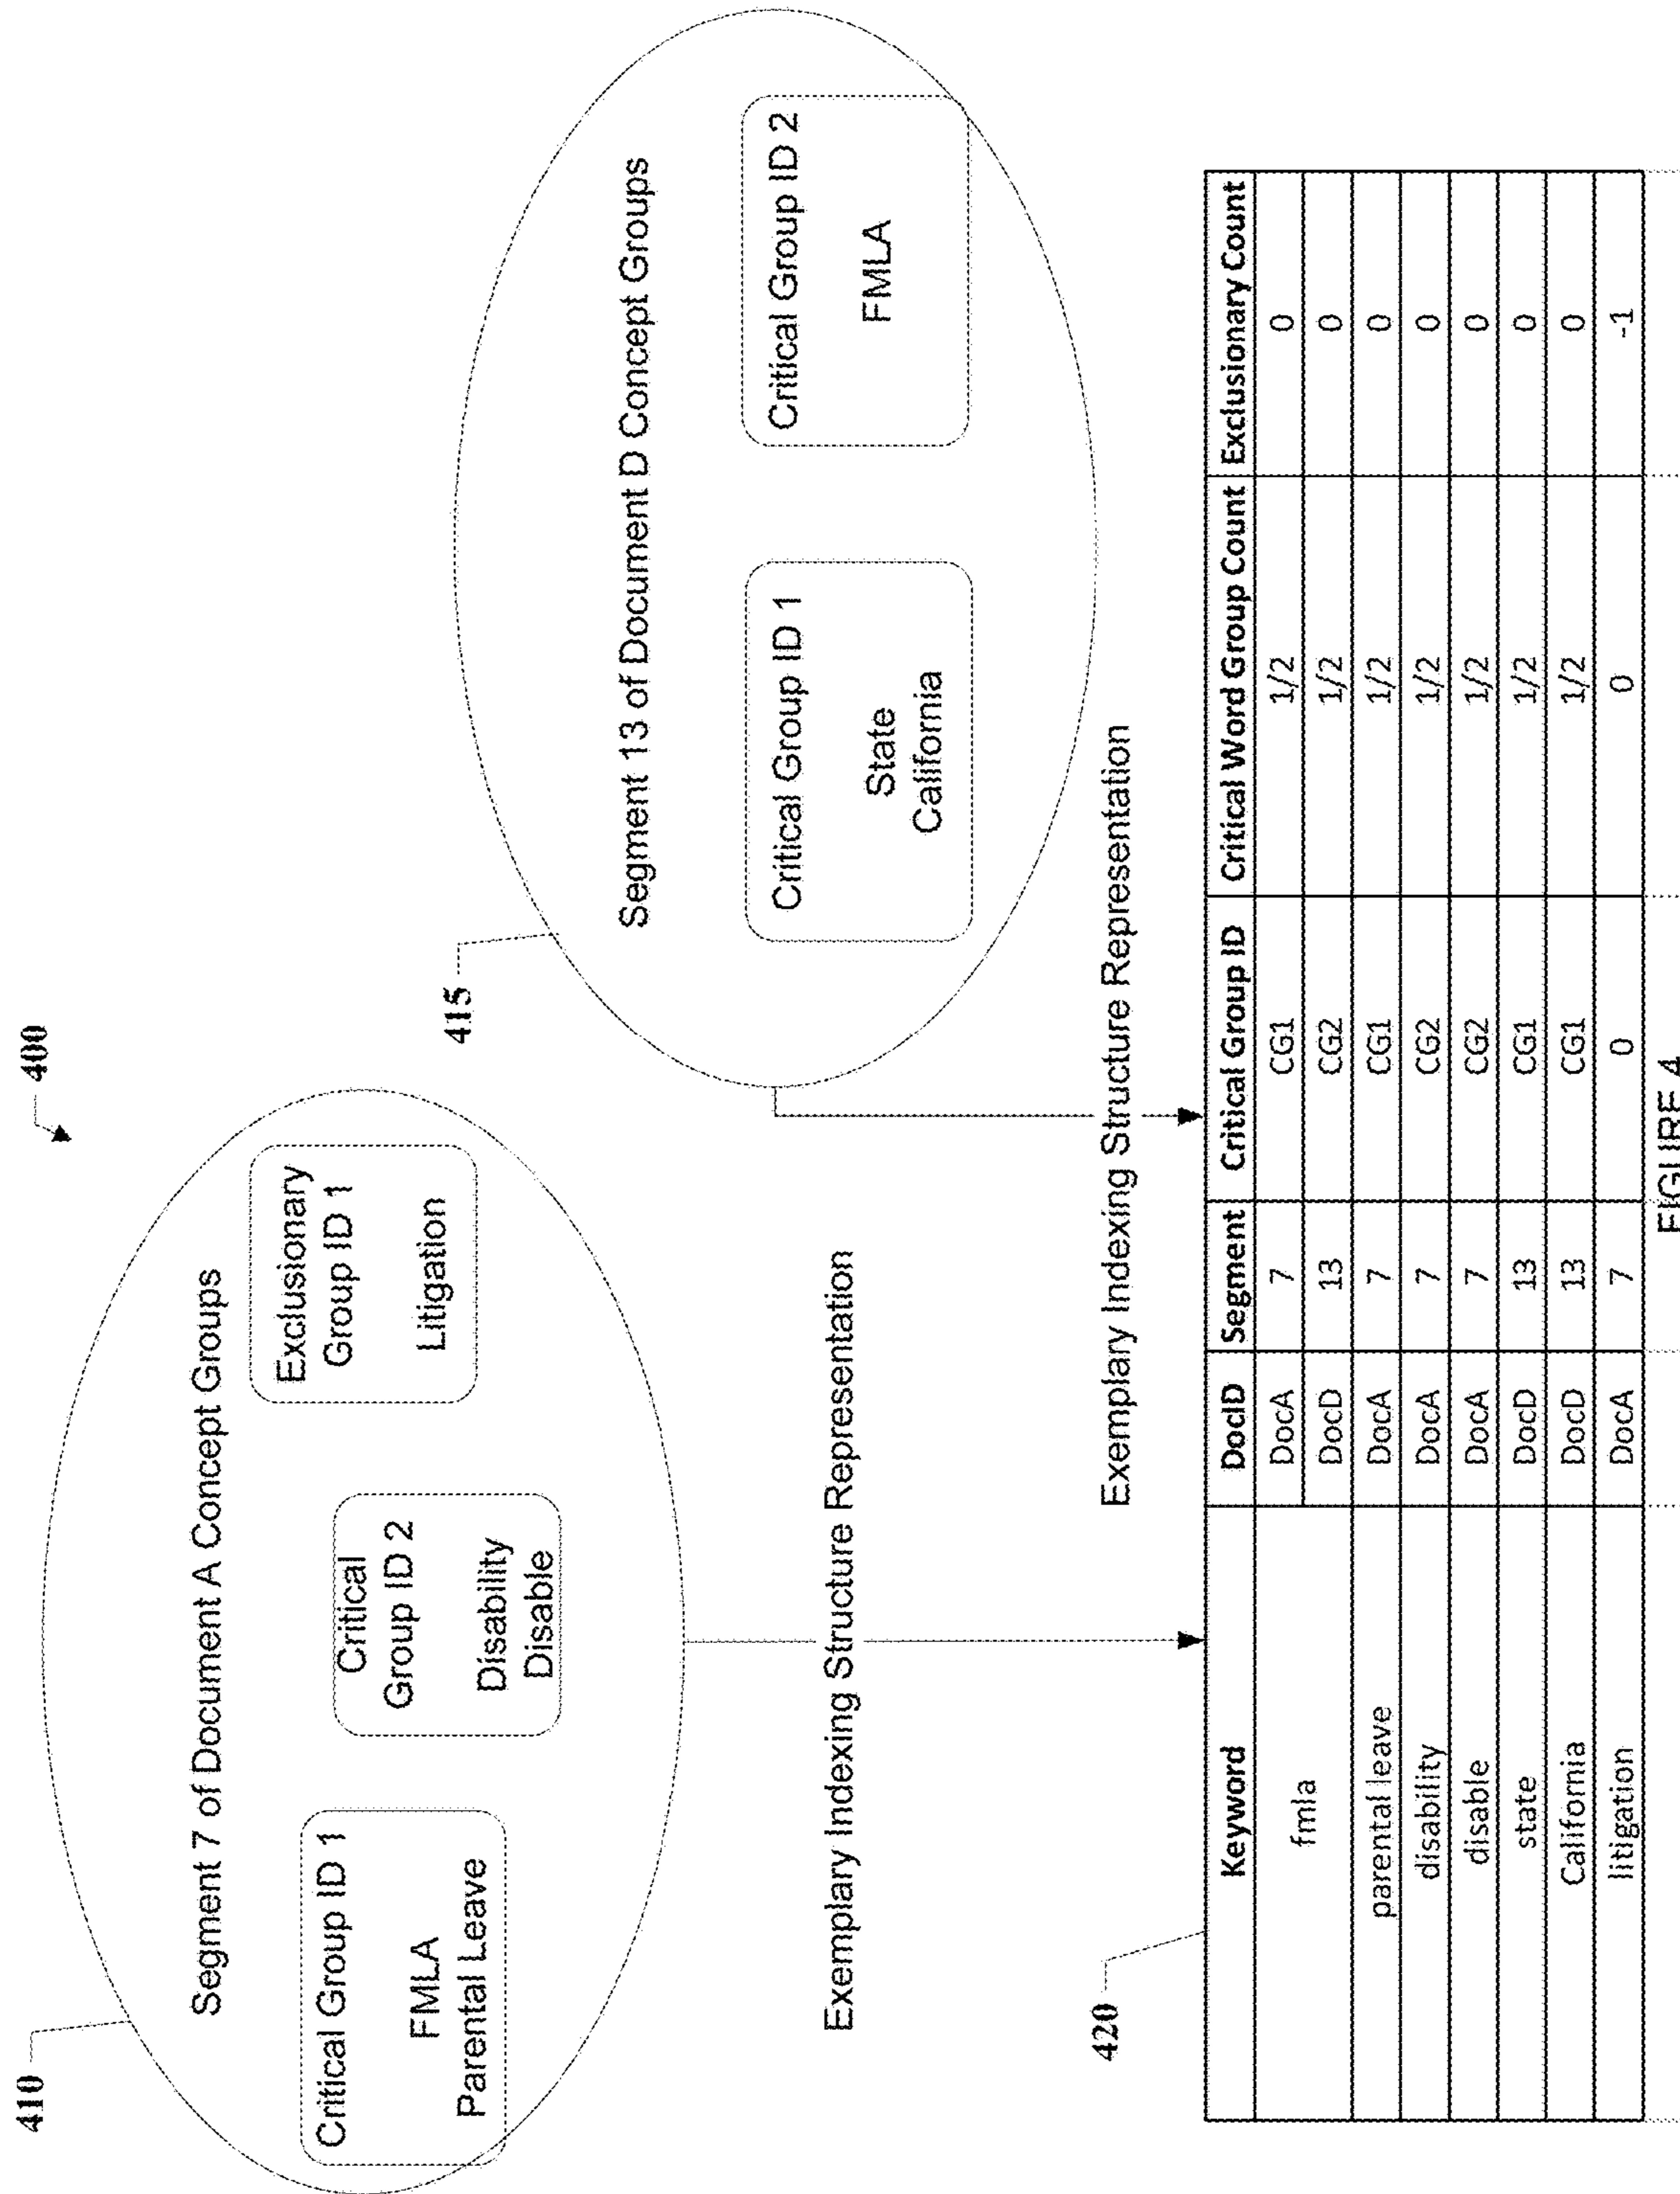 400
410
Segment 7 of Document A Concept Groups
Critical Group ID 1
FMLA
Parental Leave
Critical
Group ID 2
Disability
Disable
Exclusionary
Group ID 1
Litigation
415
Segment 13 of Document D Concept Groups
Critical Group ID 1
State
California
Critical Group ID 2
FMLA
Exemplary Indexing Structure Representation
Exemplary Indexing Structure Representation
420
Keyword DocID Segment Critical Group ID Critical Word Group Count Exclusionary Count
fmla DocA 7 CG1 1/2 0
DocD 13 CG2 1/2 0
parental leave DocA 7 CG1 1/2 0
disability DocA 7 CG2 1/2 0
disable DocA 7 CG2 1/2 0
state DocD 13 CG1 1/2 0
California DocD 13 CG1 1/2 0
litigation DocA 7 0 0 -1
FIGURE 4